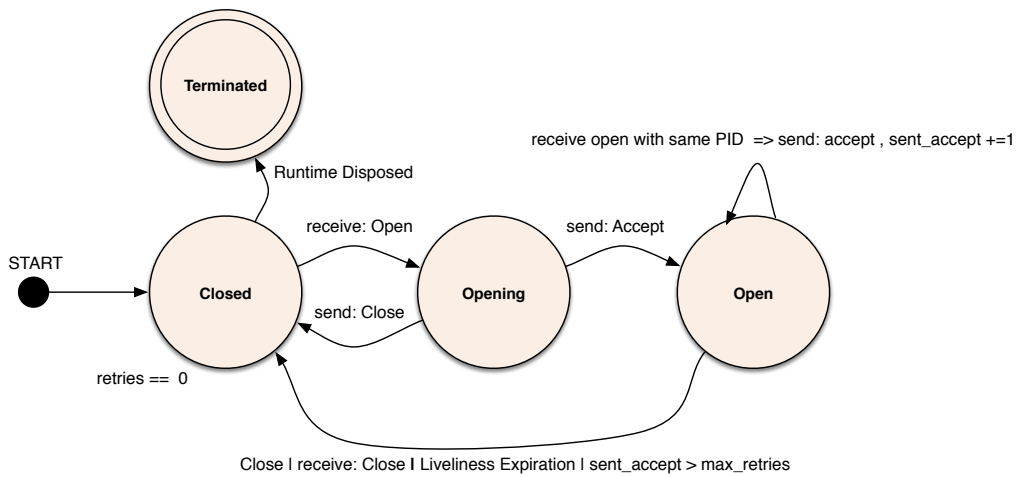 Terminated
receive open with same PID => send: accept , sent_accept +=1
Runtime Disposed
receive: Open
send: Accept
START
Closed
Opening
Open
send: Close
retries == 0
Close | receive: Close | Liveliness Expiration | sent_accept > max_retries